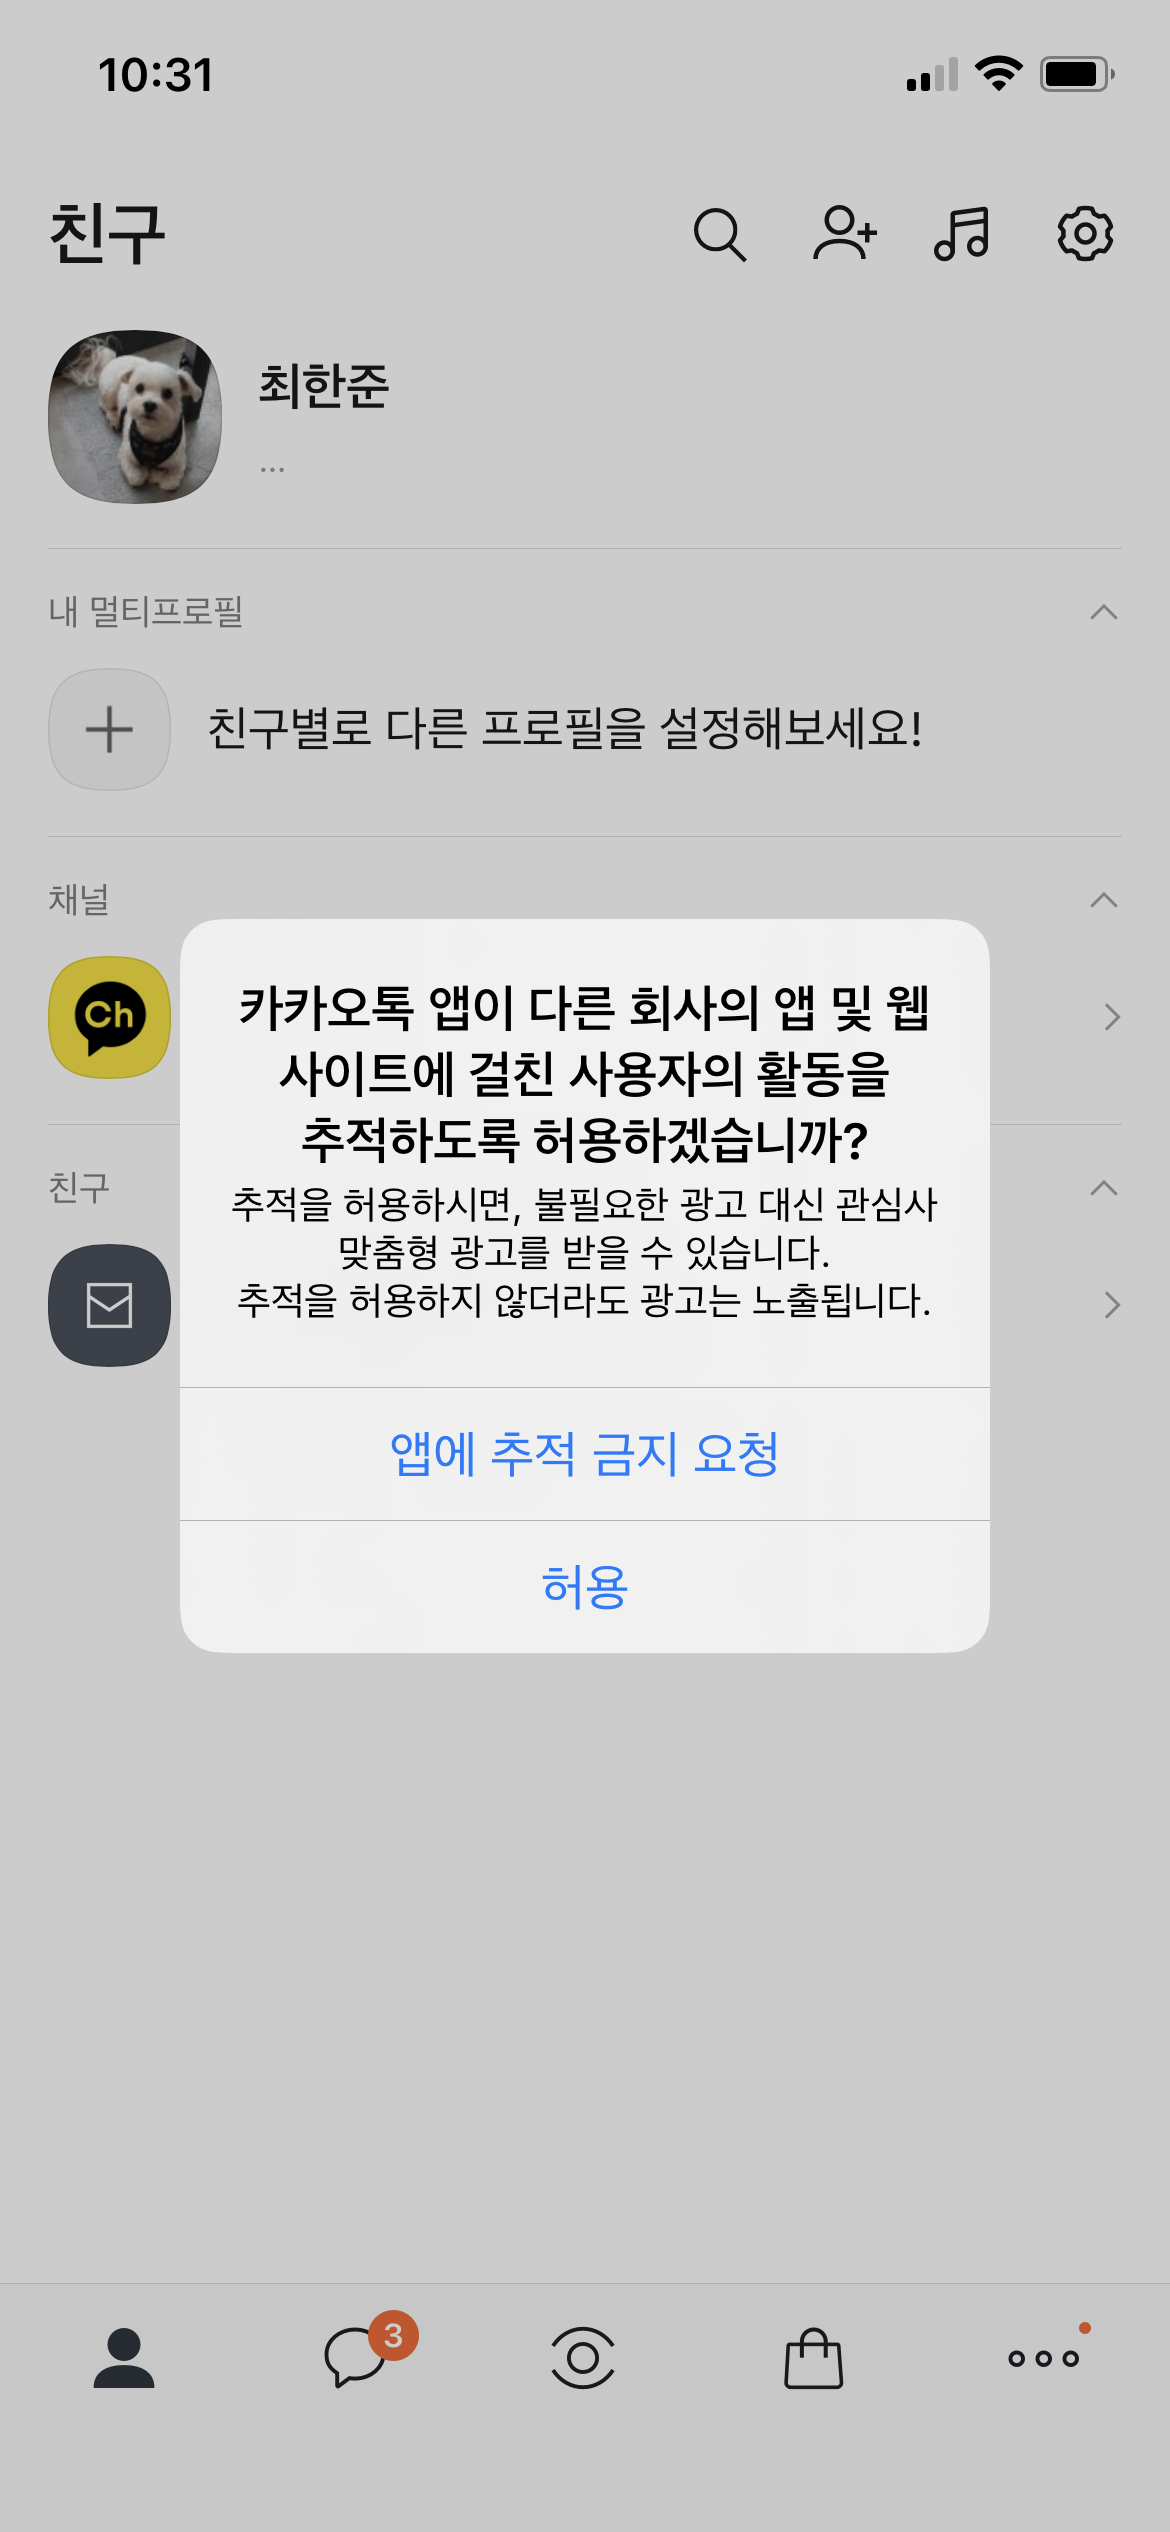 10:31
친구
최한준
...
내 멀티프로필
친구별로 다른 프로필을 설정해보세요!
채널
Ch
카카오톡 앱이 다른 회사의 앱 및 웹
사이트에 걸친 사용자의 활동을
추적하도록 허용하겠습니까?
추적을 허용하시면, 불필요한 광고 대신 관심사
맞춤형 광고를 받을 수 있습니다.
추적을 허용하지 않더라도 광고는 노출됩니다.
친구
앱에 추적 금지 요청
허용
3